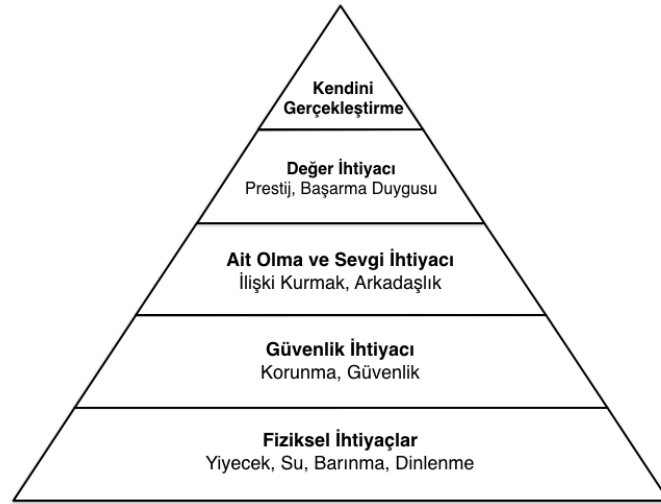 Kendini
Gerçekleştirme
Değer İhtiyacı
Prestij, Başarma Duygusu
Ait Olma ve Sevgi İhtiyacı
İlişki Kurmak, Arkadaşlık
Güvenlik İhtiyacı
Korunma, Güvenlik
Fiziksel İhtiyaçlar
Yiyecek, Su, Barınma, Dinlenme